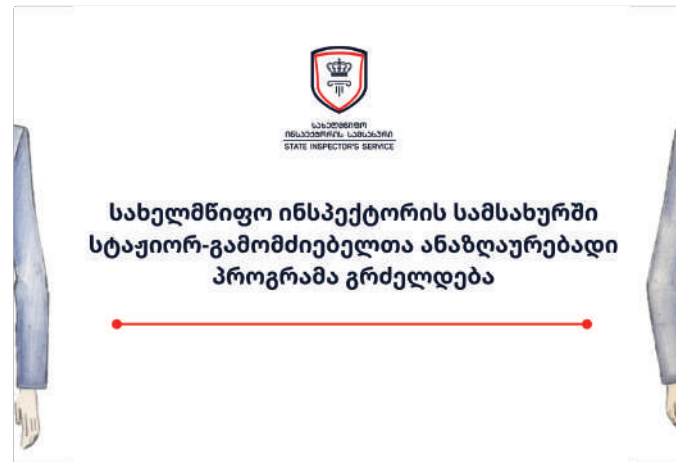 სახელმწიფო
ინსპექტორის სამსახური
STATE INSPECTOR'S SERVICE
სახელმწიფო ინსპექტორის სამსახურში
სტაჟიორ-გამომძიებელთა ანაზღაურებადი
პროგრამა გრძელდება